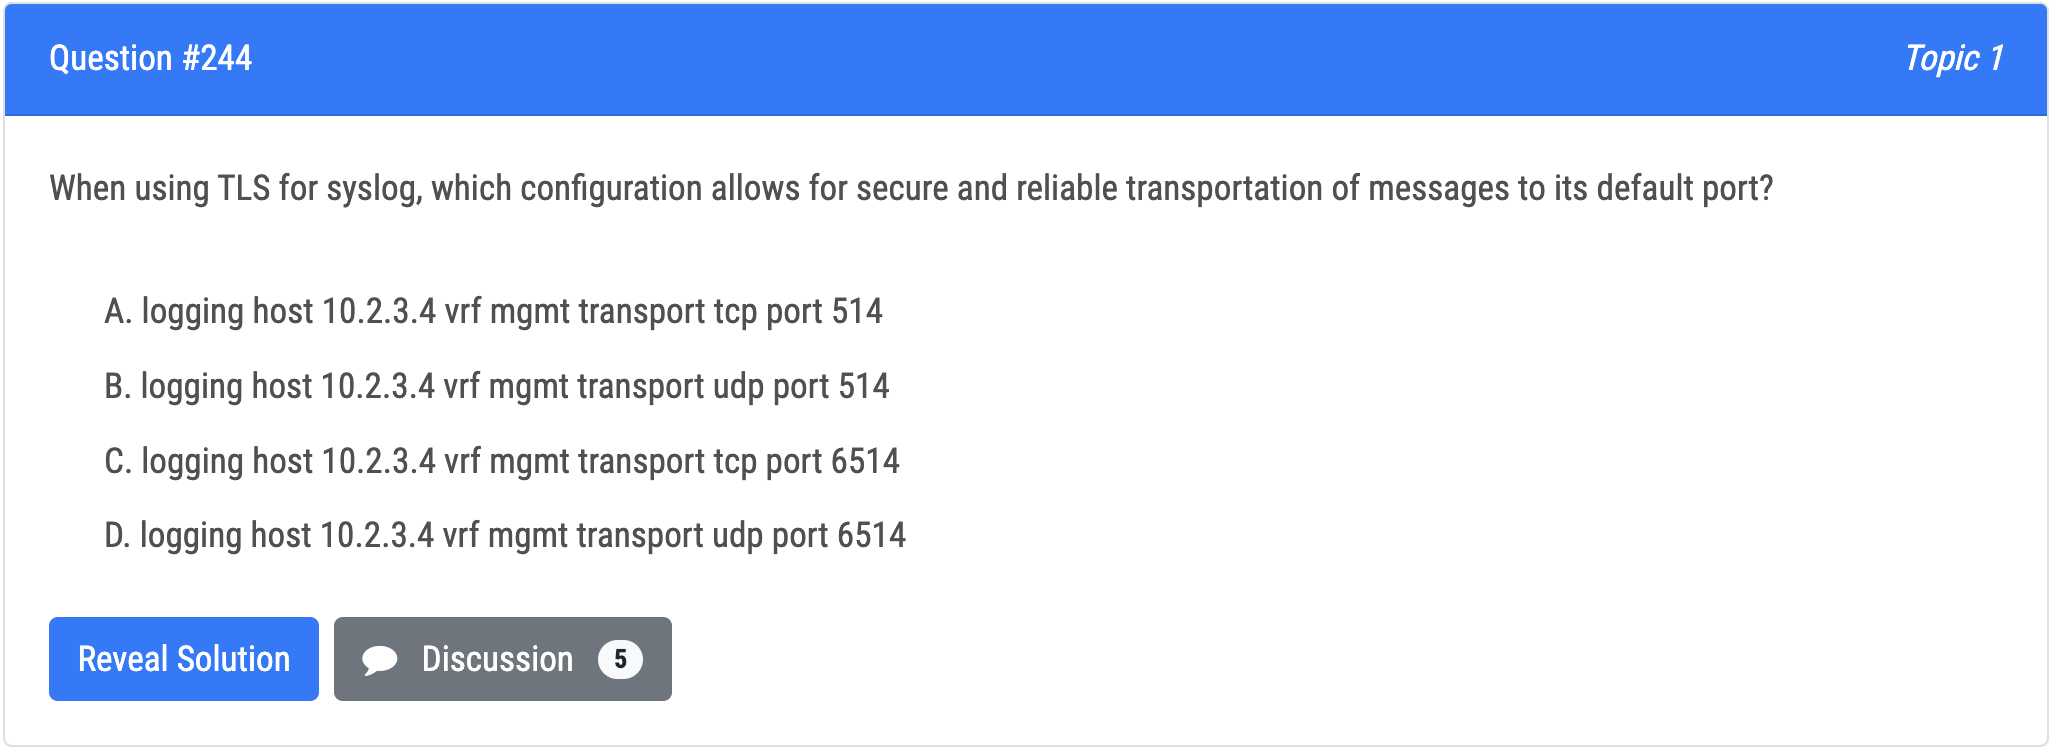 Question #244
Topic 1
When using TLS for syslog, which configuration allows for secure and reliable transportation of messages to its default port?
A. logging host 10.2.3.4 vrf mgmt transport tcp port 514
B. logging host 10.2.3.4 vrf mgmt transport udp port 514
C. logging host 10.2.3.4 vrf mgmt transport tcp port 6514
D. logging host 10.2.3.4 vrf mgmt transport udp port 6514
Reveal Solution
Discussion 5